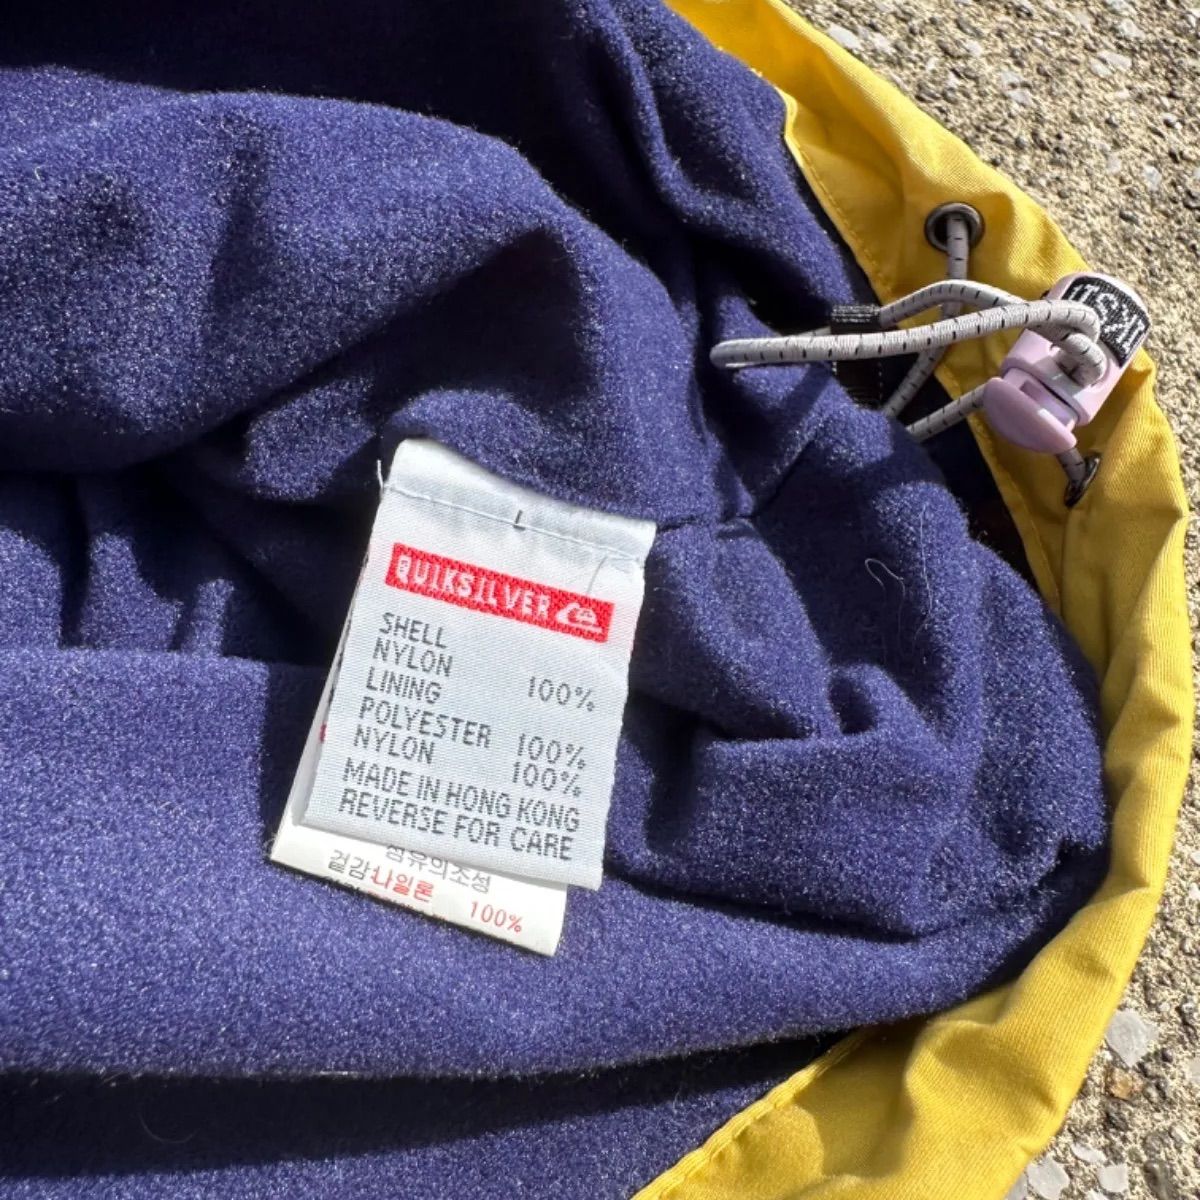 L
QUIKSILVER
SHELL
NYLON 100%
LINING
POLYESTER 100%
NYLON 100%
MADE IN HONG KONG
REVERSE FOR CARE
섬유의조성
겉감:나일론
100%